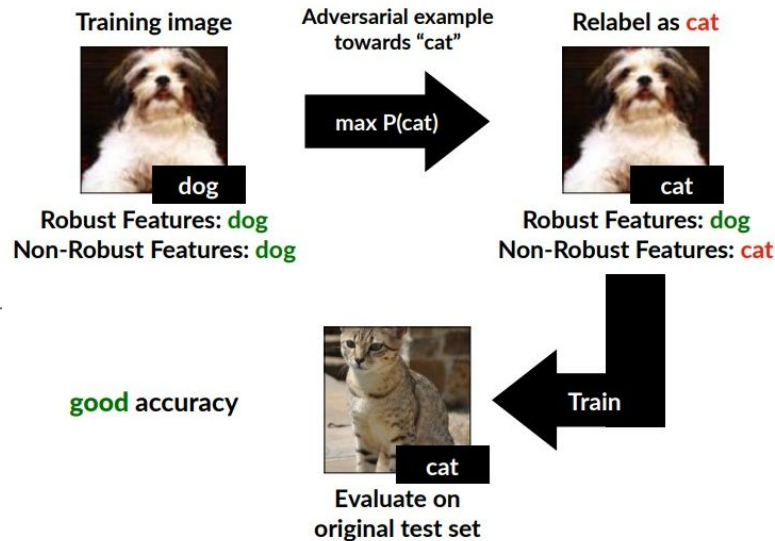 Training image
Adversarial example
towards “cat”
Relabel as cat
max P(cat)
dog
cat
Robust Features: dog
Non-Robust Features: dog
Robust Features: dog
Non-Robust Features: cat
good accuracy
Train
cat
Evaluate on
original test set